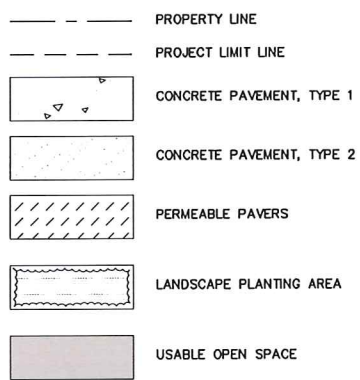 PROPERTY LINE
PROJECT LIMIT LINE
CONCRETE PAVEMENT, TYPE 1
CONCRETE PAVEMENT, TYPE 2
PERMEABLE PAVERS
LANDSCAPE PLANTING AREA
USABLE OPEN SPACE